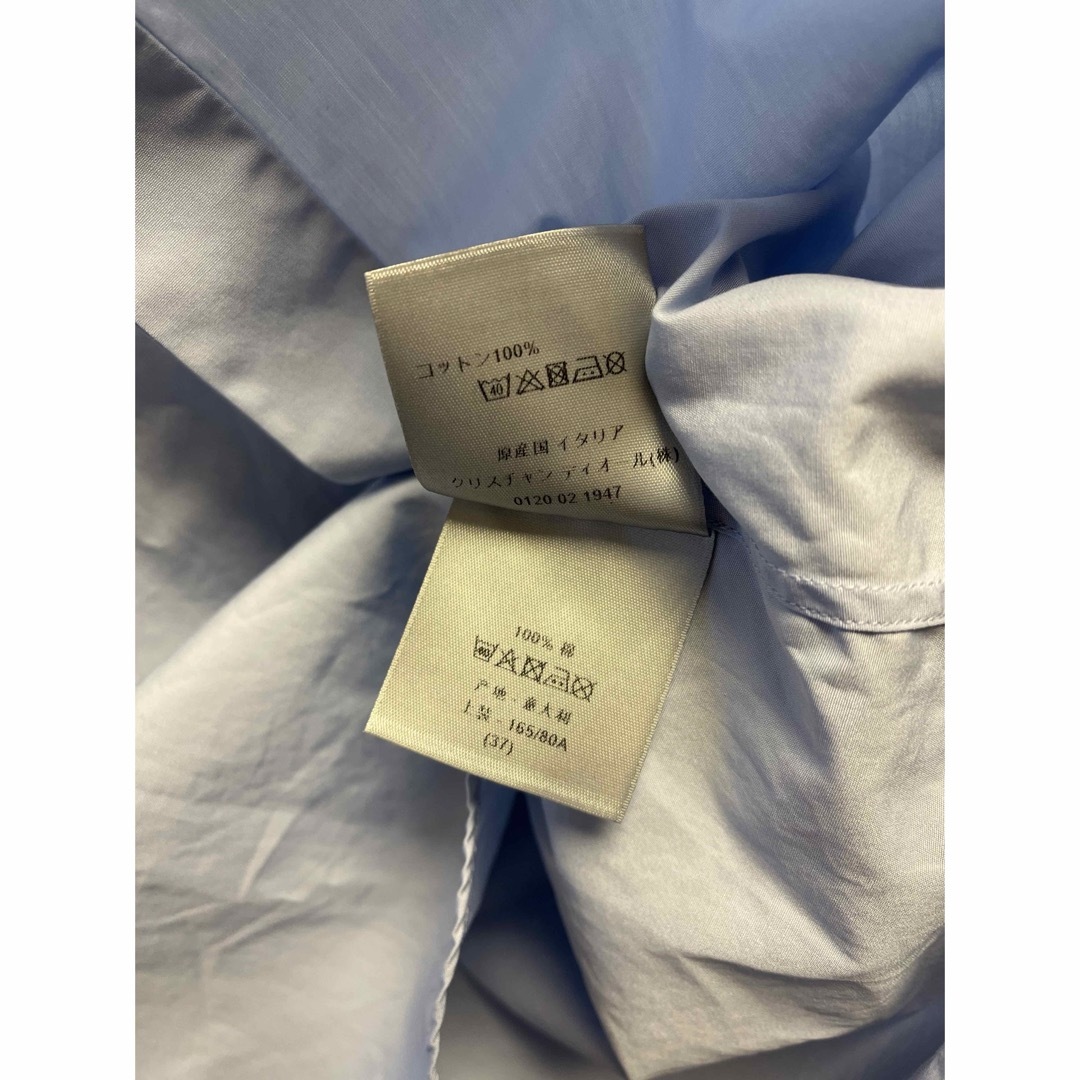 コットン100%
40
原産国 イタリア
クリスチャン ディオール(株)
0120 02 1947
100% 棉
40
产地 - 意大利
上装 - 165/80A
(37)